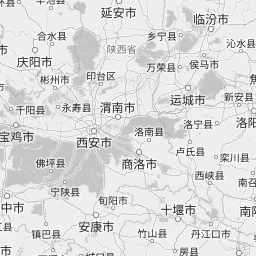 延安市
临汾市
合水县
乡宁县
沁水县
陕西省
庆阳市
侯马市
万荣县
彬州市
印台区
运城市
新安县
千阳县
永寿县
渭南市
洛宁县
洛阳
宝鸡市
洛南县
西安市
卢氏县
商洛市
栾川县
佛坪县
西峡县
南召
宁陕县
中市
旬阳市
十堰市
南阳
安康市
镇巴县
竹山县
丹江口市
城口县
房县